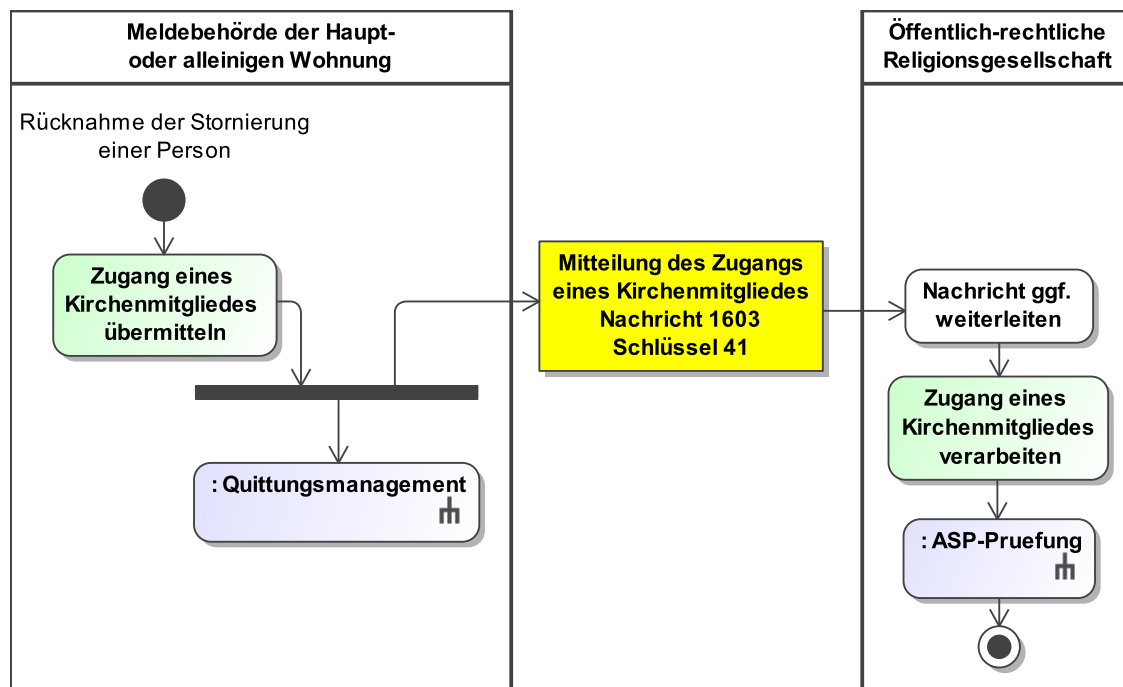 Meldebehörde der Haupt-
oder alleinigen Wohnung
Öffentlich-rechtliche
Religionsgesellschaft
Rücknahme der Stornierung
einer Person
Zugang eines
Kirchenmitgliedes
übermitteln
: Quittungsmanagement
Mitteilung des Zugangs
eines Kirchenmitgliedes
Nachricht 1603
Schlüssel 41
Nachricht ggf.
weiterleiten
Zugang eines
Kirchenmitgliedes
verarbeiten
: ASP-Pruefung